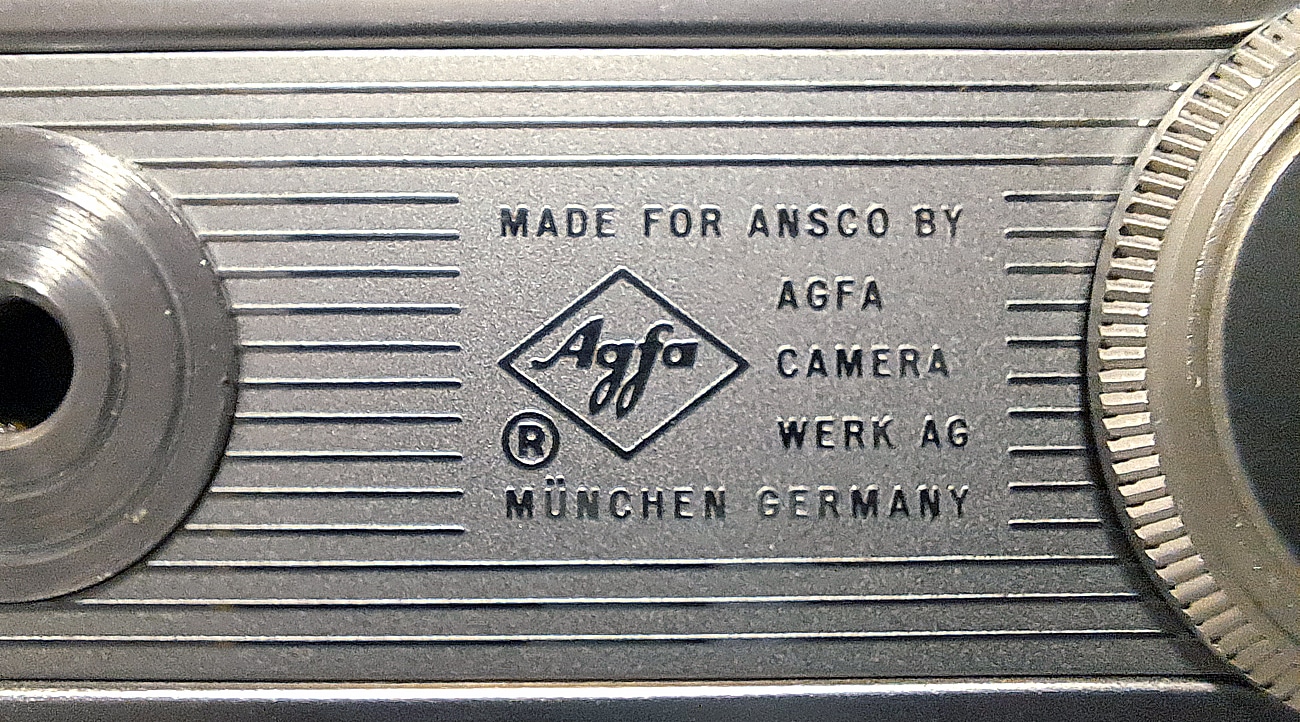 MADE FOR ANSCO BY
AGFA
Agfa
CAMERA
WERK AG
®
MÜNCHEN GERMANY